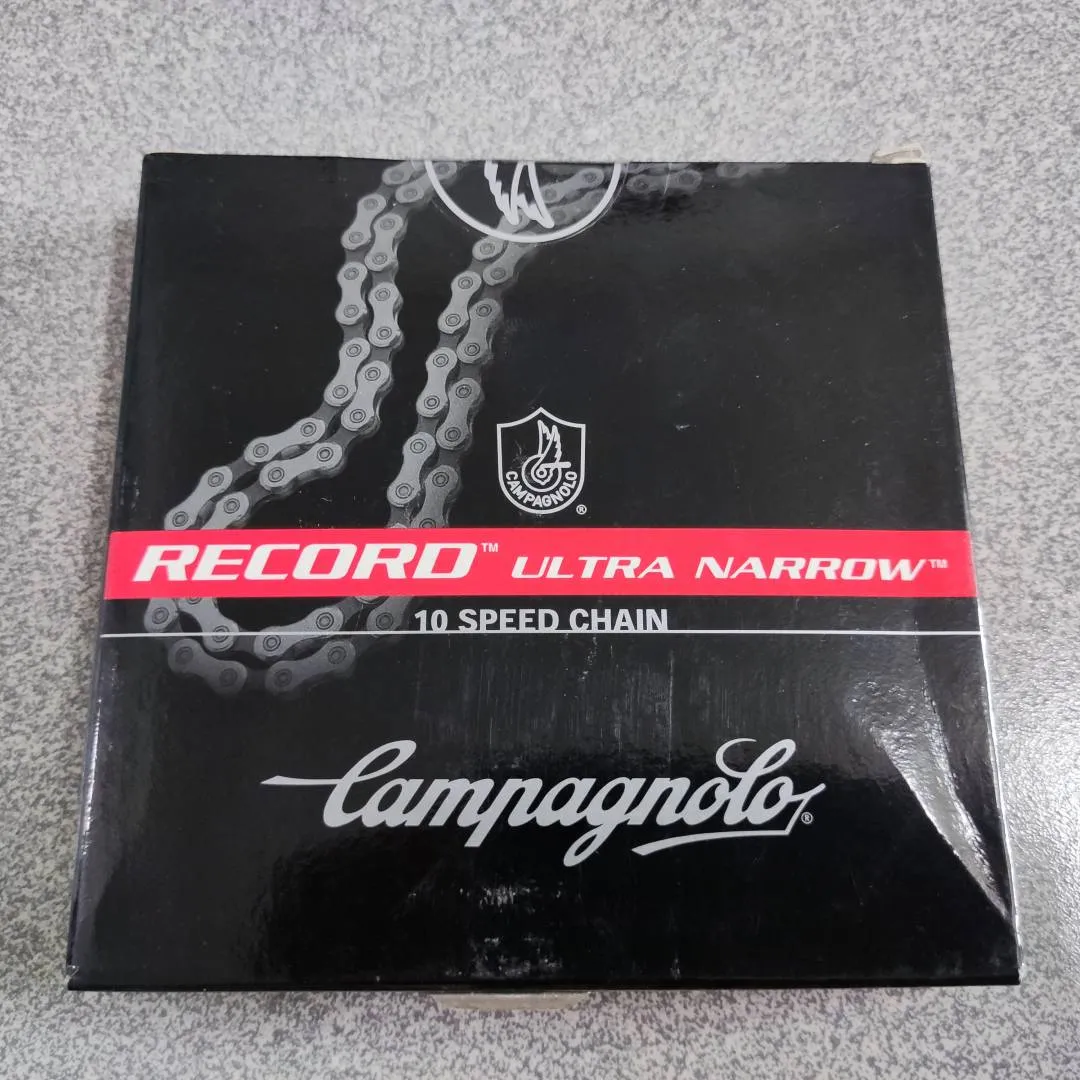 CAMPAGNOLO
®
RECORD™ ULTRA NARROW™
10 SPEED CHAIN
Campagnolo®